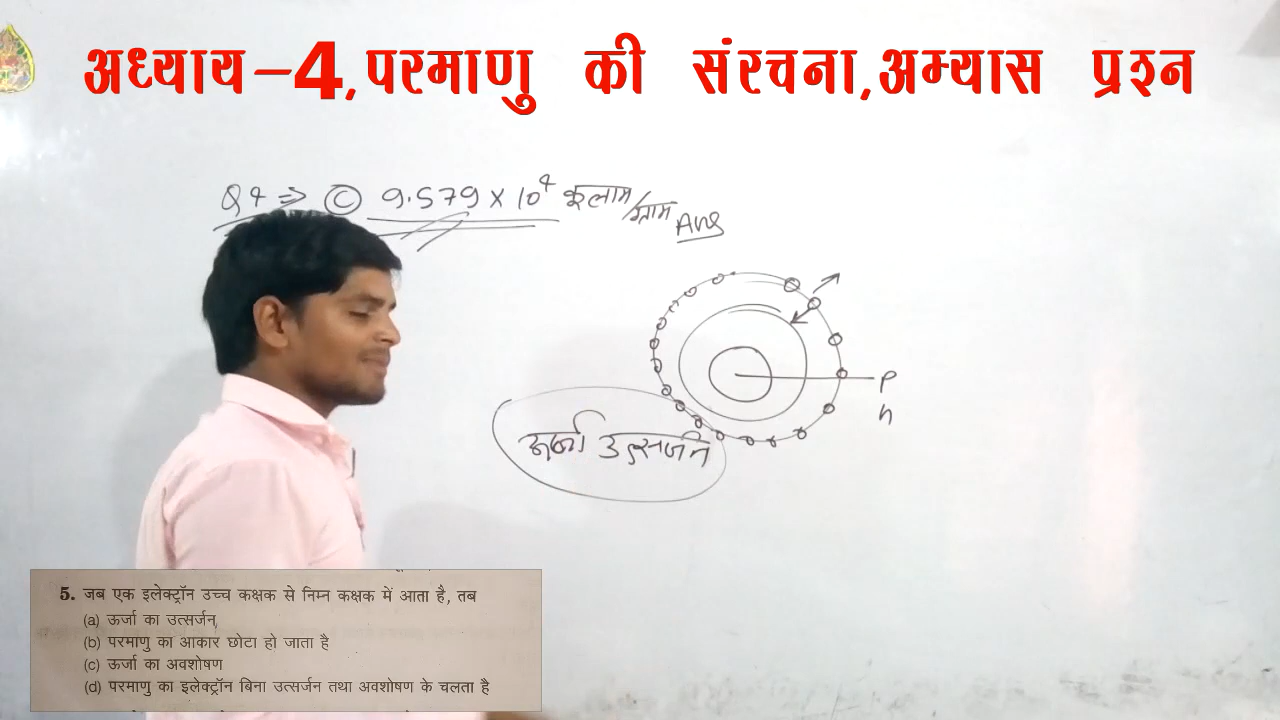 अध्याय-4,परमाणु की संरचना,अभ्यास प्रश्न
Q4 ⇒ (C) 9.579 × 10⁴ कूलाम/ग्राम Ans
P
n
ऊर्जा उत्सर्जन
5. जब एक इलेक्ट्रॉन उच्च कक्षक से निम्न कक्षक में आता है, तब
(a) ऊर्जा का उत्सर्जन,
(b) परमाणु का आकार छोटा हो जाता है
(c) ऊर्जा का अवशोषण
(d) परमाणु का इलेक्ट्रॉन बिना उत्सर्जन तथा अवशोषण के चलता है